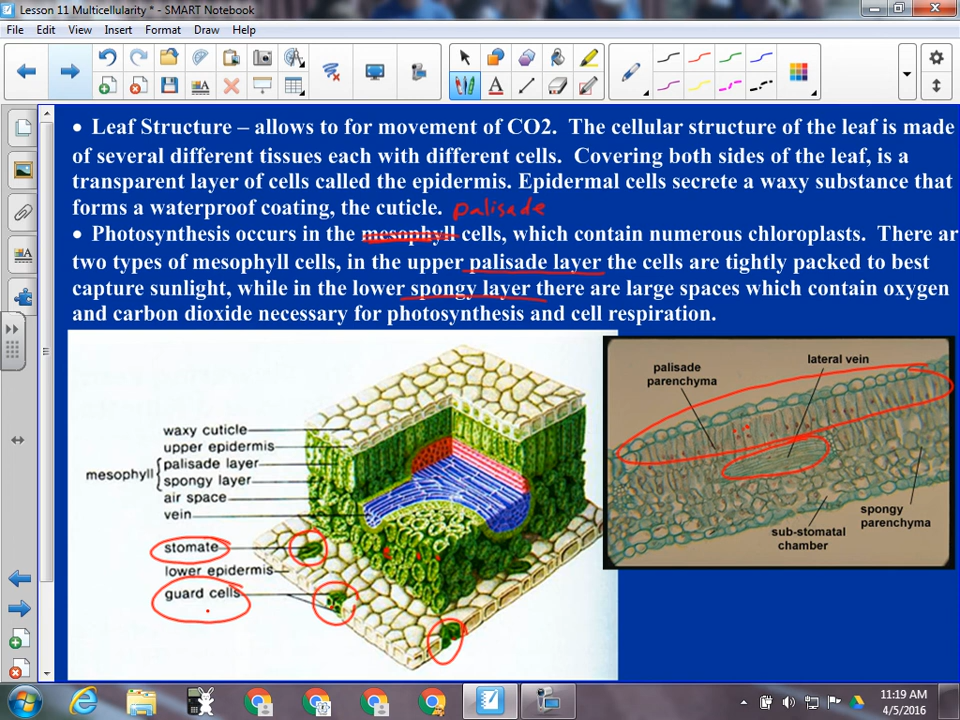 Lesson 11 Multicellularity * - SMART Notebook
File Edit View Insert Format Draw Help
• Leaf Structure – allows to for movement of CO2. The cellular structure of the leaf is made
of several different tissues each with different cells. Covering both sides of the leaf, is a
transparent layer of cells called the epidermis. Epidermal cells secrete a waxy substance that
forms a waterproof coating, the cuticle. palisade
• Photosynthesis occurs in the mesophyll cells, which contain numerous chloroplasts. There ar
two types of mesophyll cells, in the upper palisade layer the cells are tightly packed to best
capture sunlight, while in the lower spongy layer there are large spaces which contain oxygen
and carbon dioxide necessary for photosynthesis and cell respiration.
waxy cuticle
upper epidermis
mesophyll
palisade layer
spongy layer
air space
vein
stomate
lower epidermis
guard cells
palisade
parenchyma
lateral vein
spongy
parenchyma
sub-stomatal
chamber
11:19 AM
4/5/2016